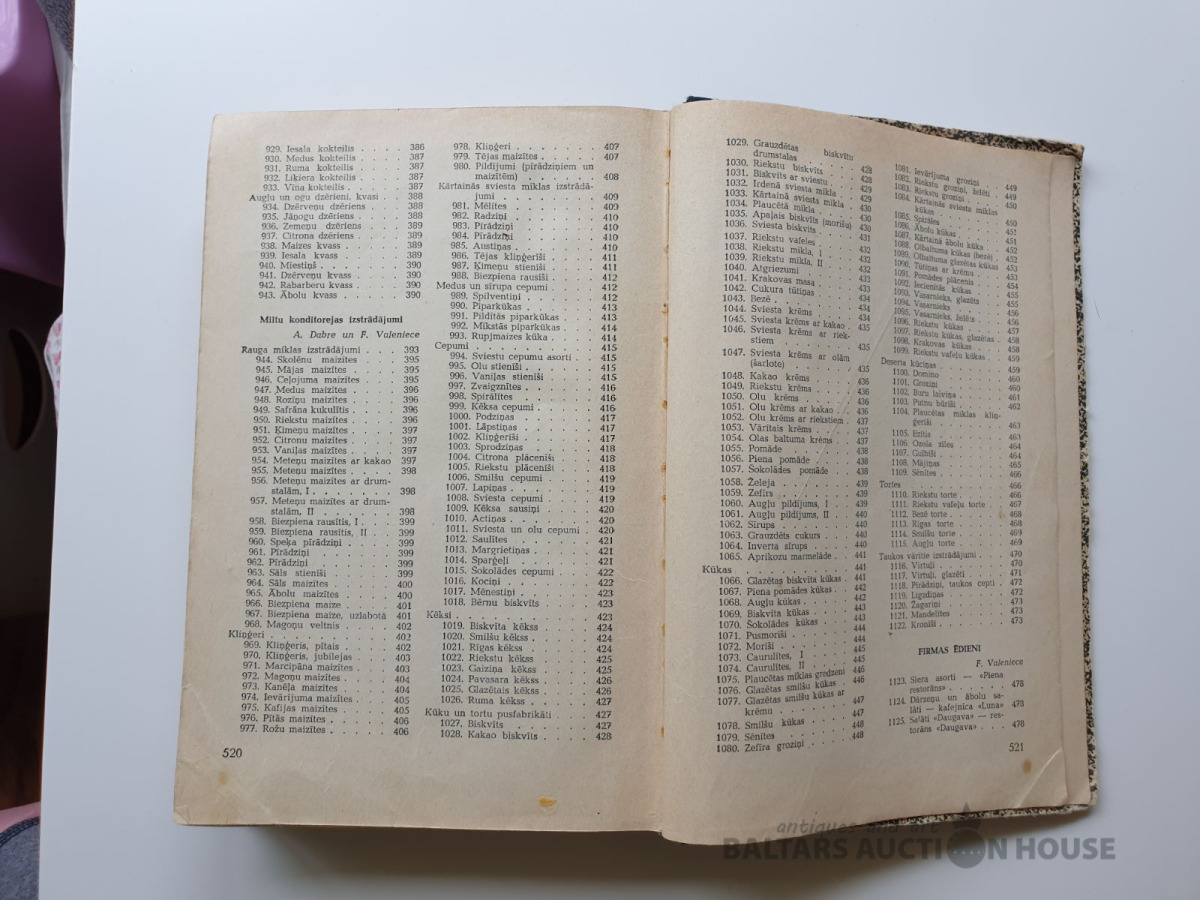 929. Iesala kokteilis . . . . 386
930. Medus kokteilis . . . . 387
931. Ruma kokteilis . . . . 387
932. Liķiera kokteilis . . . . 387
933. Vīna kokteilis . . . . 387
Augļu un ogu dzērieni, kvasi . 388
934. Dzērveņu dzēriens . . . 388
935. Jāņogu dzēriens . . . . 388
936. Zemeņu dzēriens . . . 389
937. Citrona dzēriens . . . . 389
938. Maizes kvass . . . . 389
939. Iesala kvass . . . . 389
940. Miestiņš . . . . 390
941. Dzērveņu kvass . . . . 390
942. Rabarberu kvass . . . . 390
943. Ābolu kvass . . . . 390
Miltu konditorejas izstrādājumi
A. Dabre un F. Valeniece
Rauga mīklas izstrādājumi . . . 393
944. Skolēnu maizītes . . . 395
945. Mājas maizītes . . . . 395
946. Ceļojuma maizītes . . . 395
947. Medus maizītes . . . . 396
948. Roziņu maizītes . . . . 396
949. Safrāna kukulītis . . . 396
950. Riekstu maizītes . . . . 396
951. Ķimeņu maizītes . . . . 397
952. Citronu maizītes . . . . 397
953. Vaniļas maizītes . . . . 397
954. Meteņu maizītes ar kakao 397
955. Meteņu maizītes . . . . 398
956. Meteņu maizītes ar drum-
stalām, I . . . . 398
957. Meteņu maizītes ar drum-
stalām, II . . . . 398
958. Biezpiena rausītis, I . . . 399
959. Biezpiena rausītis, II . . 399
960. Speķa pīrādziņi . . . . 399
961. Pīrādziņi . . . . 399
962. Pīrādziņi . . . . 399
963. Sāls stienīši . . . . 399
964. Sāls maizītes . . . . 400
965. Ābolu maizītes . . . . 400
966. Biezpiena maize . . . . 401
967. Biezpiena maize, uzlabotā 401
968. Magoņu veltnis . . . . 402
Kliņģeri . . . . 402
969. Kliņģeris, pītais . . . . 402
970. Kliņģeris, jubilejas . . . 403
971. Marcipāna maizītes . . . 403
972. Magoņu maizītes . . . . 404
973. Kanēļa maizītes . . . . 404
974. Ievārījuma maizītes . . . 405
975. Kafijas maizītes . . . . 405
976. Pītās maizītes . . . . 406
977. Rožu maizītes . . . . 406
520
978. Kliņģeri . . . . 407
979. Tējas maizītes . . . . 407
980. Pildījumi (pīrādziņiem un
maizītēm) . . . . 408
Kārtainās sviesta mīklas izstrādā-
jumi . . . . 409
981. Mēlītes . . . . 409
982. Radziņi . . . . 410
983. Pīrādziņi . . . . 410
984. Pīrādziņi . . . . 410
985. Austiņas . . . . 410
986. Tējas kliņģerīši . . . . 411
987. Ķimeņu stienīši . . . . 411
988. Biezpiena rausīši . . . . 412
Medus un sīrupa cepumi . . . . 412
989. Spilventiņi . . . . 412
990. Piparkūkas . . . . 413
991. Pildītās piparkūkas . . . 413
992. Mīkstās piparkūkas . . . 414
993. Rupjmaizes kūka . . . . 414
Cepumi . . . . 415
994. Sviestu cepumu asorti . . 415
995. Olu stienīši . . . . 415
996. Vaniļas stienīši . . . . 415
997. Zvaigznītes . . . . 416
998. Spirālītes . . . . 416
999. Kēksa cepumi . . . . 416
1000. Podziņas . . . . 417
1001. Lāpstiņas . . . . 417
1002. Kliņģerīši . . . . 417
1003. Sprodziņas . . . . 418
1004. Citrona plācenīši . . . 418
1005. Riekstu plācenīši . . . 418
1006. Smilšu cepumi . . . . 419
1007. Lapiņas . . . . 419
1008. Sviesta cepumi . . . . 419
1009. Kēksa sausiņi . . . . 420
1010. Actiņas . . . . 420
1011. Sviesta un olu cepumi . 420
1012. Saulītes . . . . 421
1013. Margrietiņas . . . . 421
1014. Sparģeļi . . . . 421
1015. Šokolādes cepumi . . . 422
1016. Kociņi . . . . 422
1017. Mēnestiņi . . . . 423
1018. Bērnu biskvīts . . . . 423
Kēksi . . . . 423
1019. Biskvīta kēkss . . . . 424
1020. Smilšu kēkss . . . . 424
1021. Rīgas kēkss . . . . 424
1022. Riekstu kēkss . . . . 425
1023. Gaiziņa kēkss . . . . 425
1024. Pavasara kēkss . . . . 426
1025. Glazētais kēkss . . . . 426
1026. Ruma kēkss . . . . 427
Kūku un tortu pusfabrikāti . . . 427
1027. Biskvīts . . . . 427
1028. Kakao biskvīts . . . . 428
1029. Grauzdētas biskvītu
drumstalas . . . . 428
1030. Riekstu biskvīts . . . . 428
1031. Biskvīts ar sviestu . . . 428
1032. Irdenā sviesta mīkla . . 429
1033. Kārtainā sviesta mīkla . 429
1034. Plaucētā mīkla . . . . 430
1035. Apaļais biskvīts (morīšu) 430
1036. Sviesta biskvīts . . . . 430
1037. Riekstu vafeles . . . . 431
1038. Riekstu mīkla, I . . . . 432
1039. Riekstu mīkla, II . . . 432
1040. Atgriezumi . . . . 432
1041. Krakovas masa . . . . 433
1042. Cukura tūtiņas . . . . 434
1043. Bezē . . . . 434
1044. Sviesta krēms . . . . 434
1045. Sviesta krēms ar kakao . 435
1046. Sviesta krēms ar riek-
stiem . . . . 435
1047. Sviesta krēms ar olām
(šarlote) . . . . 435
1048. Kakao krēms . . . . 436
1049. Riekstu krēms . . . . 436
1050. Olu krēms . . . . 436
1051. Olu krēms ar kakao . . 436
1052. Olu krēms ar riekstiem . 437
1053. Vārītais krēms . . . . 437
1054. Olas baltuma krēms . . 437
1055. Pomāde . . . . 438
1056. Piena pomāde . . . . 438
1057. Šokolādes pomāde . . . 438
1058. Želeja . . . . 439
1059. Zefīrs . . . . 439
1060. Augļu pildījums, I . . . 439
1061. Augļu pildījums, II . . 440
1062. Sīrups . . . . 440
1063. Grauzdēts cukurs . . . 440
1064. Inverta sīrups . . . . 440
1065. Aprikozu marmelāde . . 441
Kūkas . . . . 441
1066. Glazētas biskvīta kūkas . 441
1067. Piena pomādes kūkas . . 442
1068. Augļu kūkas . . . . 442
1069. Biskvīta kūkas . . . . 443
1070. Šokolādes kūkas . . . . 443
1071. Pusmorīši . . . . 444
1072. Morīši . . . . 444
1073. Caurulītes, I . . . . 445
1074. Caurulītes, II . . . . 445
1075. Plaucētas mīklas gredzeni 446
1076. Glazētas smilšu kūkas . 446
1077. Glazētas smilšu kūkas ar
krēmu . . . . 447
1078. Smilšu kūkas . . . . 447
1079. Sēnītes . . . . 448
1080. Zefīra groziņi . . . . 448
1081. Ievārījuma groziņi
1082. Riekstu groziņi, želēti . 449
1083. Riekstu groziņi . . . . 449
1084. Kārtainās sviesta mīklas
kūkas . . . . 450
1085. Spirāles
1086. Ābolu kūkas . . . . 451
1087. Kārtainā ābolu kūka
1088. Olbaltuma kūkas (bezē) . 452
1089. Olbaltuma glazētas kūkas
1090. Tūtiņas ar krēmu . . . 453
1091. Pomādes plācenis
1092. Iecienītās kūkas
1093. Vasarnieks, glazēts
1094. Vasarnieks
1095. Vasarnieks, želēts
1096. Riekstu kūkas . . . . 457
1097. Riekstu kūkas, glazētas . 458
1098. Krakovas kūkas . . . . 458
1099. Riekstu vafeļu kūkas . . 459
Deserta kūciņas . . . . 459
1100. Domino . . . . 460
1101. Groziņi . . . . 460
1102. Buru laiviņa . . . . 461
1103. Putnu būrīši . . . . 462
1104. Plaucētas mīklas kliņ-
ģerīši . . . . 463
1105. Ezītis . . . . 463
1106. Ozola zīles . . . . 464
1107. Gulbīši . . . . 464
1108. Mājiņas . . . . 465
1109. Sēnītes . . . . 466
Tortes . . . . 466
1110. Riekstu torte . . . . 466
1111. Riekstu vafeļu torte . . 467
1112. Bezē torte . . . . 468
1113. Rīgas torte . . . . 468
1114. Smilšu torte . . . . 469
1115. Augļu torte . . . . 469
Taukos vārītie izstrādājumi . . . 470
1116. Virtuļi . . . . 470
1117. Virtuļi, glazēti . . . . 471
1118. Pīrādziņi, taukos cepti . 472
1119. Ligzdiņas . . . . 472
1120. Žagariņi . . . . 473
1121. Mandelītes . . . . 473
1122. Kronīši . . . . 473
FIRMAS ĒDIENI
F. Valeniece
1123. Siera asorti — «Piena
restorāns» . . . . 478
1124. Dārzeņu un ābolu sa-
lāti — kafejnīca «Luna» 478
1125. Salāti «Daugava» — res-
torāns «Daugava» . . . 478
521
antiques and art
BALTARS AUCTION HOUSE